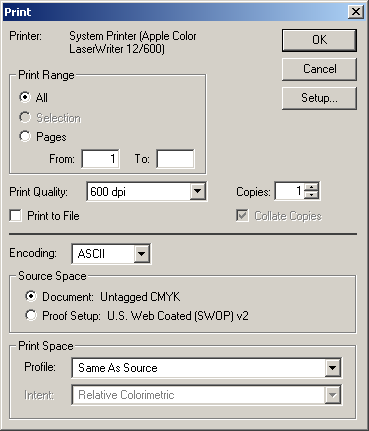 Print
Printer: System Printer (Apple Color
LaserWriter 12/600)
OK
Cancel
Setup...
Print Range
All
Selection
Pages
From: 1 To:
Print Quality: 600 dpi Copies: 1
Print to File Collate Copies
Encoding: ASCII
Source Space
Document: Untagged CMYK
Proof Setup: U.S. Web Coated (SWOP) v2
Print Space
Profile: Same As Source
Intent: Relative Colorimetric